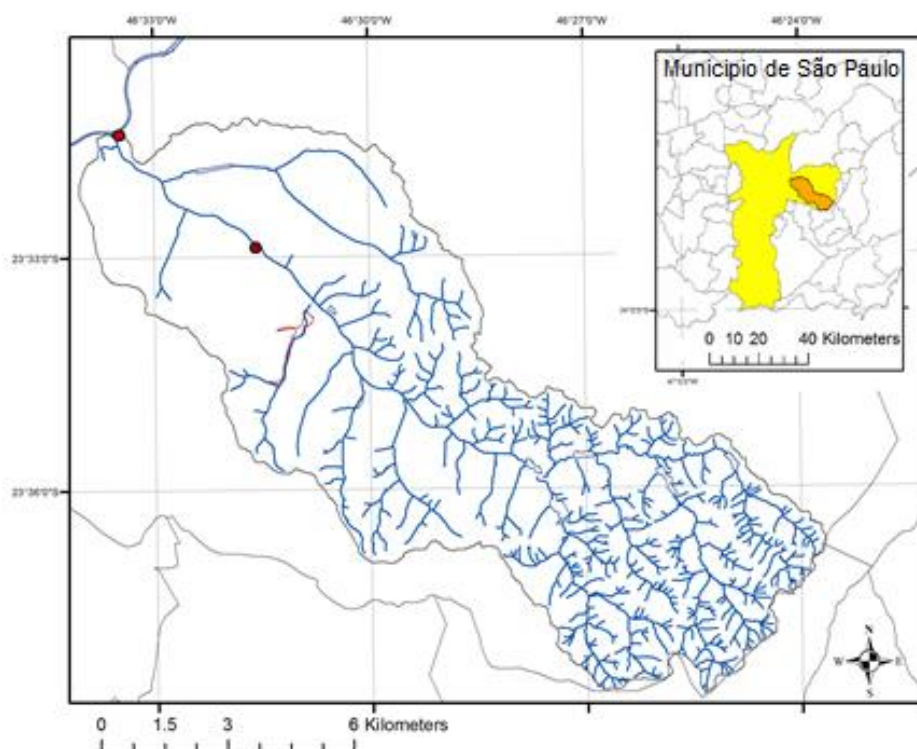 46°33'0"W 46°30'0"W 46°27'0"W 46°24'0"W
Municipio de São Paulo
23°33'0"S
0 10 20 40 Kilometers
23°36'0"S
N
W E
S
0 1.5 3 6 Kilometers